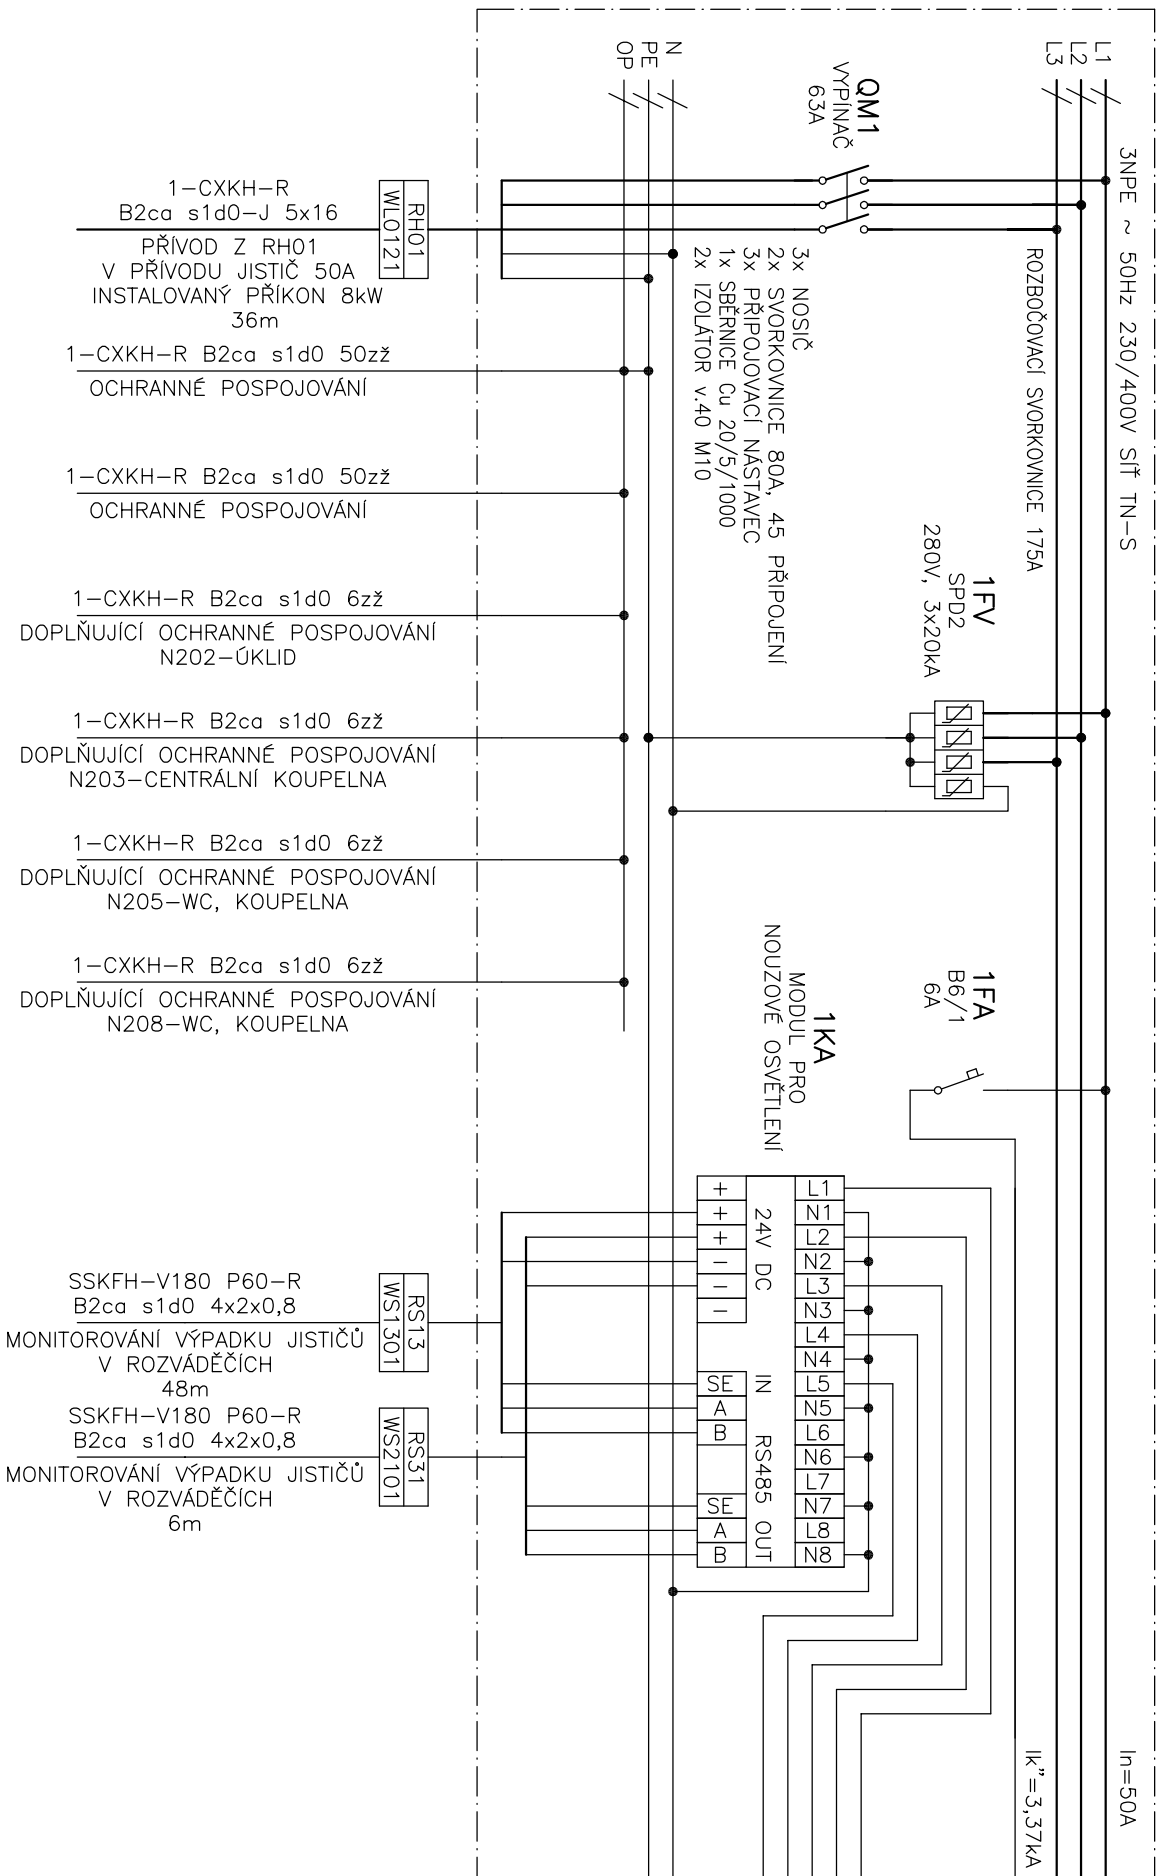 L1
L2
L3
N
PE
OP
3NPE ~ 50Hz 230/400V SÍŤ TN-S
In=50A
ROZBOČOVACÍ SVORKOVNICE 175A
Ik"=3,37kA
QM1
VYPÍNAČ
63A
3x NOSIČ
2x SVORKOVNICE 80A, 45 PŘIPOJENÍ
3x PŘIPOJOVACÍ NÁSTAVEC
1x SBĚRNICE Cu 20/5/1000
2x IZOLÁTOR v.40 M10
1FV
SPD2
280V, 3x20kA
1FA
B6/1
6A
1KA
MODUL PRO
NOUZOVÉ OSVĚTLENÍ
L1
N1
L2
N2
L3
N3
L4
N4
L5
N5
L6
N6
L7
N7
L8
N8
24V DC
IN RS485 OUT
+
+
+
-
-
-
SE
A
B
SE
A
B
RH01
WL0121
1-CXKH-R
B2ca s1d0-J 5x16
PŘÍVOD Z RH01
V PŘÍVODU JISTIČ 50A
INSTALOVANÝ PŘÍKON 8kW
36m
1-CXKH-R B2ca s1d0 50zž
OCHRANNÉ POSPOJOVÁNÍ
1-CXKH-R B2ca s1d0 50zž
OCHRANNÉ POSPOJOVÁNÍ
1-CXKH-R B2ca s1d0 6zž
DOPLŇUJÍCÍ OCHRANNÉ POSPOJOVÁNÍ
N202-ÚKLID
1-CXKH-R B2ca s1d0 6zž
DOPLŇUJÍCÍ OCHRANNÉ POSPOJOVÁNÍ
N203-CENTRÁLNÍ KOUPELNA
1-CXKH-R B2ca s1d0 6zž
DOPLŇUJÍCÍ OCHRANNÉ POSPOJOVÁNÍ
N205-WC, KOUPELNA
1-CXKH-R B2ca s1d0 6zž
DOPLŇUJÍCÍ OCHRANNÉ POSPOJOVÁNÍ
N208-WC, KOUPELNA
RS13
WS1301
SSKFH-V180 P60-R
B2ca s1d0 4x2x0,8
MONITOROVÁNÍ VÝPADKU JISTIČŮ
V ROZVÁDĚČÍCH
48m
RS31
WS2101
SSKFH-V180 P60-R
B2ca s1d0 4x2x0,8
MONITOROVÁNÍ VÝPADKU JISTIČŮ
V ROZVÁDĚČÍCH
6m